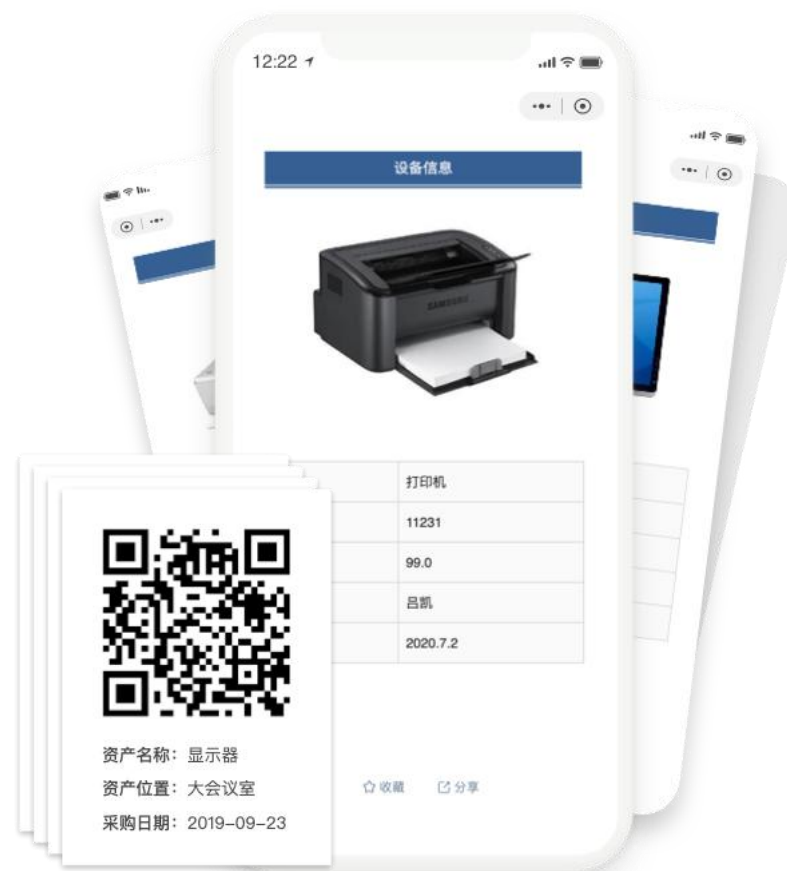 12:22
设备信息
SAMSUNG
打印机
11231
99.0
吕凯
2020.7.2
收藏
分享
资产名称：显示器
资产位置：大会议室
采购日期：2019-09-23